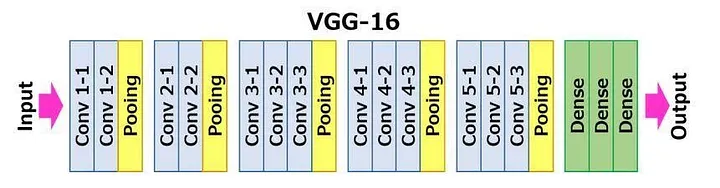 VGG-16
Input
Conv 1-1
Conv 1-2
Pooing
Conv 2-1
Conv 2-2
Pooing
Conv 3-1
Conv 3-2
Conv 3-3
Pooing
Conv 4-1
Conv 4-2
Conv 4-3
Pooing
Conv 5-1
Conv 5-2
Conv 5-3
Pooing
Dense
Dense
Dense
Output